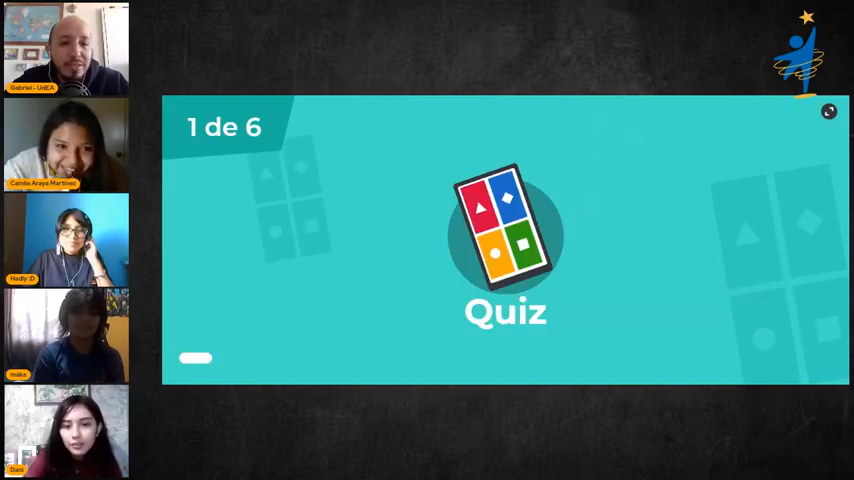 Gabriel - UdEA
Camila Araya Martinez
Hadly :D
maka
Dani
1 de 6
Quiz